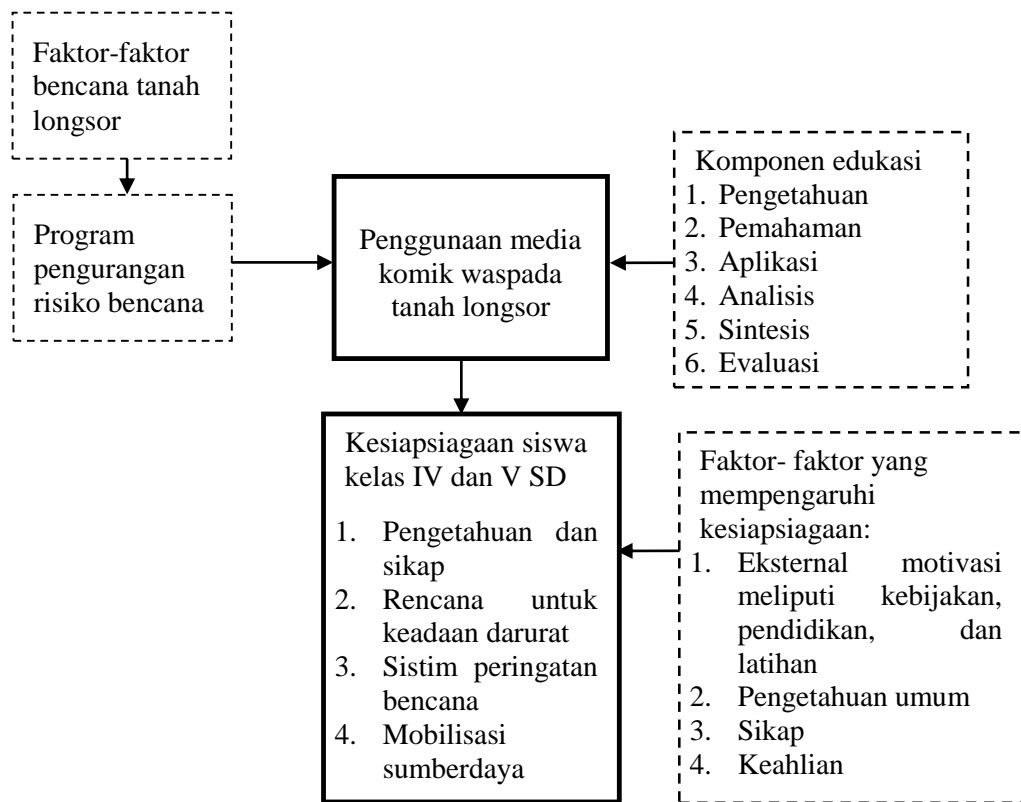 Faktor-faktor
bencana tanah
longsor
Program
pengurangan
risiko bencana
Penggunaan media
komik waspada
tanah longsor
Komponen edukasi
1. Pengetahuan
2. Pemahaman
3. Aplikasi
4. Analisis
5. Sintesis
6. Evaluasi
Kesiapsiagaan siswa
kelas IV dan V SD
1. Pengetahuan dan
sikap
2. Rencana untuk
keadaan darurat
3. Sistim peringatan
bencana
4. Mobilisasi
sumberdaya
Faktor- faktor yang
mempengaruhi
kesiapsiagaan:
1. Eksternal motivasi
meliputi kebijakan,
pendidikan, dan
latihan
2. Pengetahuan umum
3. Sikap
4. Keahlian